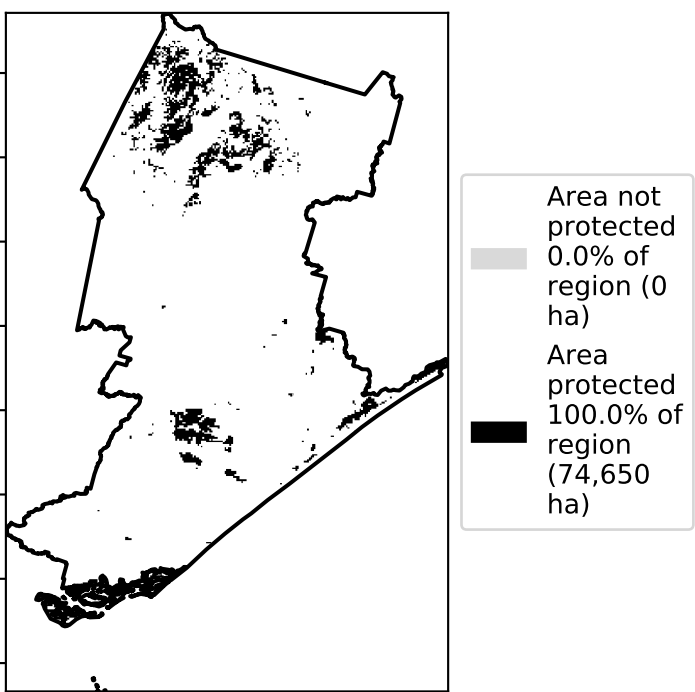 Area not
protected
0.0% of
region (0
ha)
Area
protected
100.0% of
region
(74,650
ha)